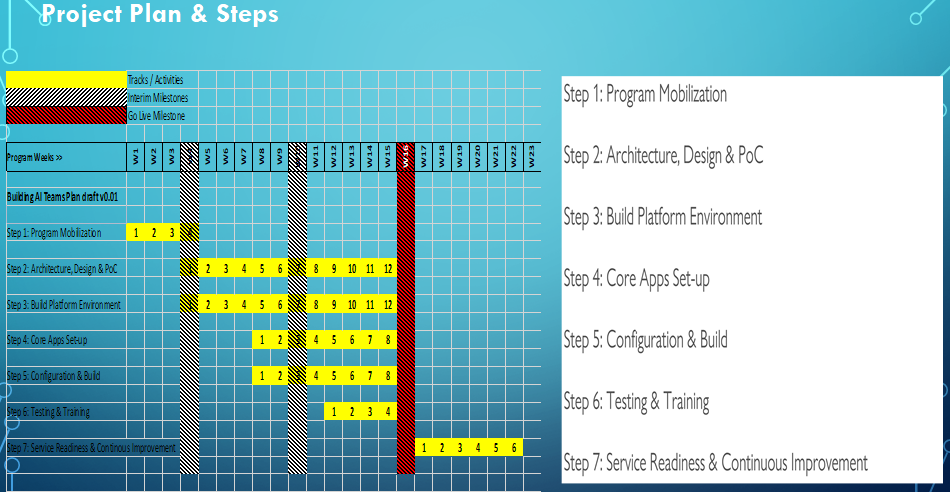 Project Plan & Steps
Tracks / Activities
Interim Milestones
Go Live Milestone
Program Weeks >> W1 W2 W3 W5 W6 W7 W8 W9 W11 W12 W13 W14 W15 W16 W17 W18 W19 W20 W21 W22 W23
Building AI Teams Plan draft v0.01
Step 1: Program Mobilization 1 2 3 4
Step 2: Architecture, Design & PoC 1 2 3 4 5 6 7 8 9 10 11 12
Step 3: Build Platform Environment 1 2 3 4 5 6 7 8 9 10 11 12
Step 4: Core Apps Set-up 1 2 3 4 5 6 7 8
Step 5: Configuration & Build 1 2 3 4 5 6 7 8
Step 6: Testing & Training 1 2 3 4
Step 7: Service Readiness & Continous Improvement 1 2 3 4 5 6
Step 1: Program Mobilization
Step 2: Architecture, Design & PoC
Step 3: Build Platform Environment
Step 4: Core Apps Set-up
Step 5: Configuration & Build
Step 6: Testing & Training
Step 7: Service Readiness & Continuous Improvement